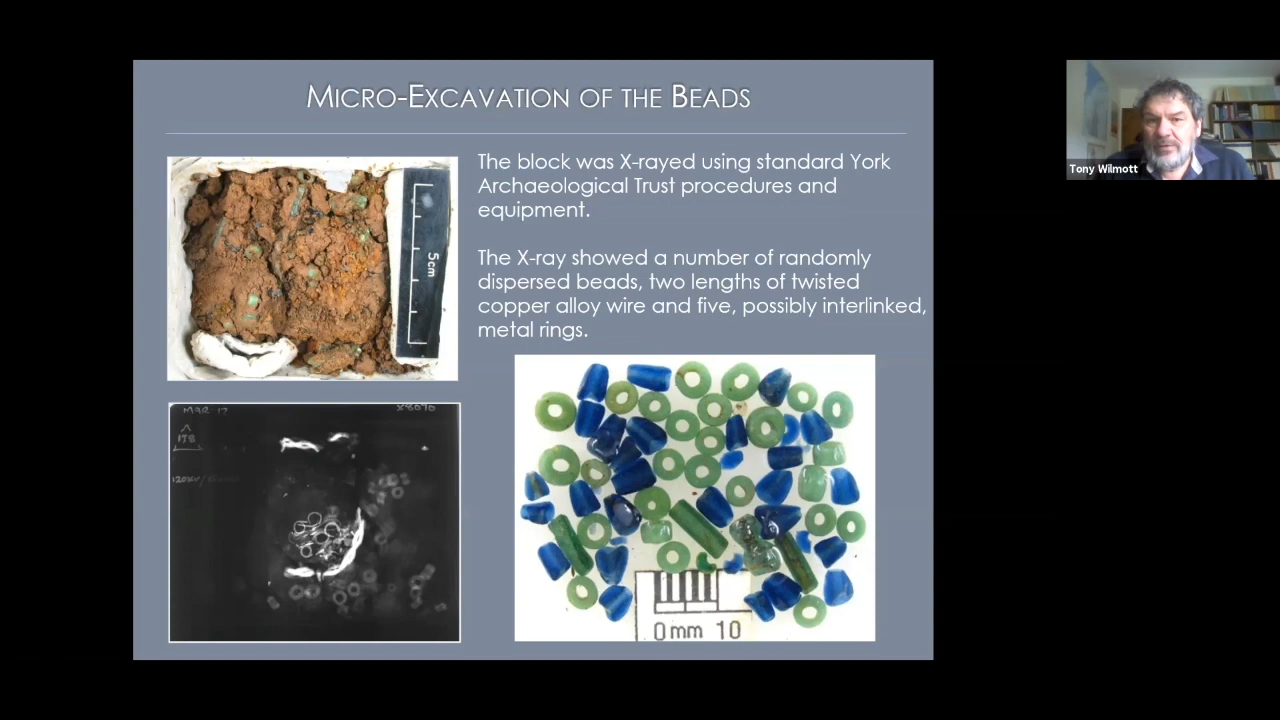 MICRO-EXCAVATION OF THE BEADS
The block was X-rayed using standard York
Archaeological Trust procedures and
equipment.
The X-ray showed a number of randomly
dispersed beads, two lengths of twisted
copper alloy wire and five, possibly interlinked,
metal rings.
5cm
178
0mm 10
Tony Wilmott